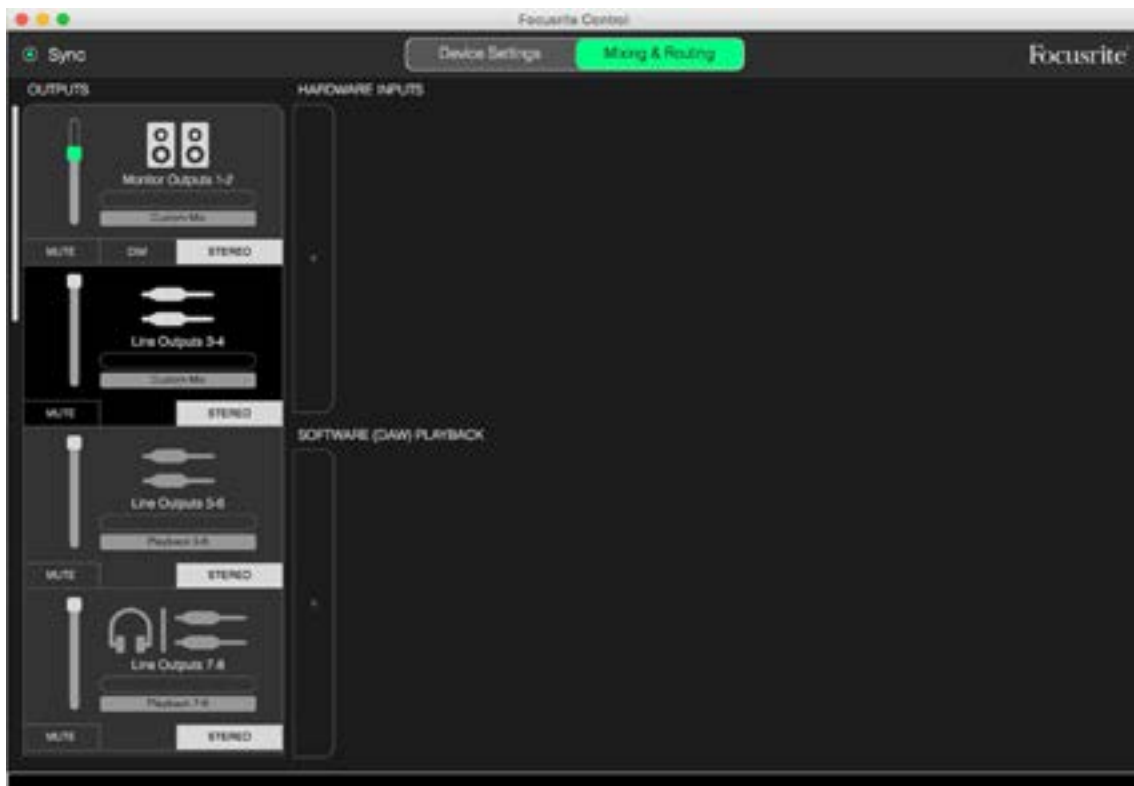 Focusrite Control
Sync
Device Settings
Mixing & Routing
Focusrite
OUTPUTS
HARDWARE INPUTS
Monitor Outputs 1-2
Custom Mix
MUTE
DIM
STEREO
Line Outputs 3-4
Custom Mix
MUTE
STEREO
SOFTWARE (DAW) PLAYBACK
Line Outputs 5-6
Playback 5-6
MUTE
STEREO
Line Outputs 7-8
Playback 7-8
MUTE
STEREO